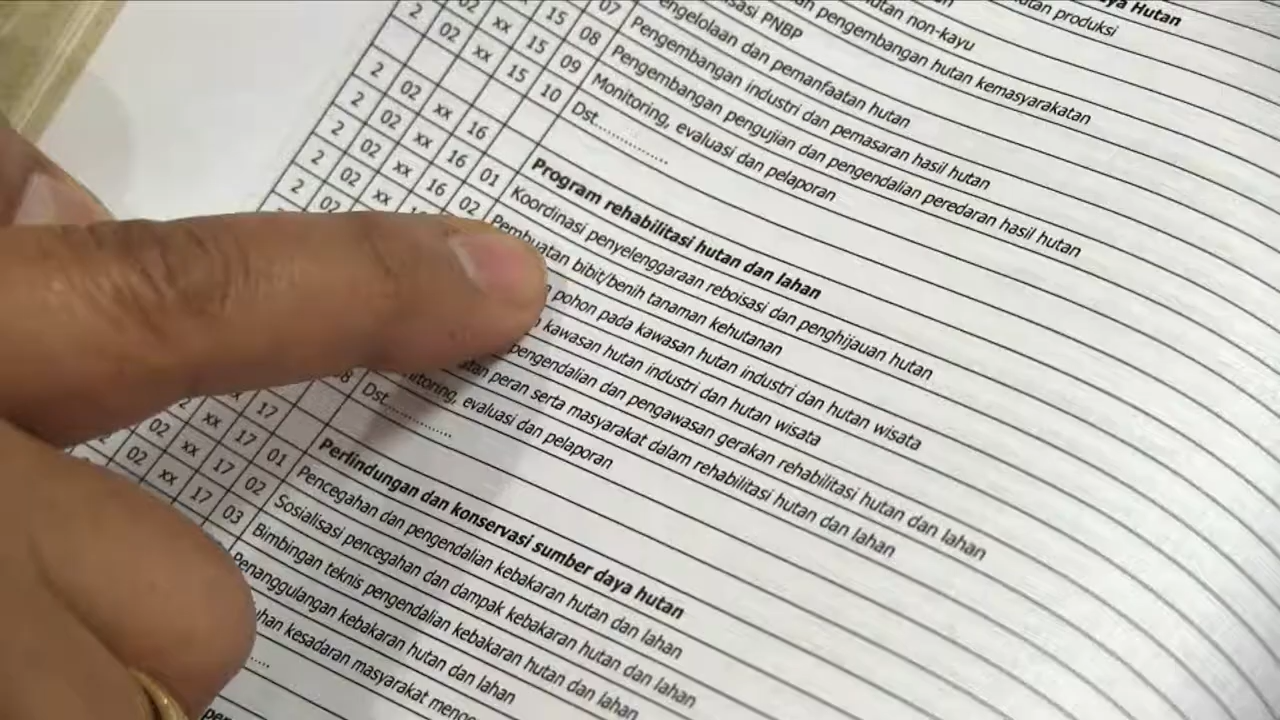 ya Hutan
utan produksi
pengembangan hutan kemasyarakatan
utan non-kayu
sasi PNBP
07 engelolaan dan pemanfaatan hutan
2 02 xx 15 08 Pengembangan industri dan pemasaran hasil hutan
02 xx 15 09 Pengembangan pengujian dan pengendalian peredaran hasil hutan
xx 15 10 Monitoring, evaluasi dan pelaporan
Dst..............
2 02 xx 16 Program rehabilitasi hutan dan lahan
2 02 xx 16 01 Koordinasi penyelenggaraan reboisasi dan penghijauan hutan
2 02 xx 16 02 Pembuatan bibit/benih tanaman kehutanan
2 02 xx pohon pada kawasan hutan industri dan hutan wisata
2 02 kawasan hutan industri dan hutan wisata
pengendalian dan pengawasan gerakan rehabilitasi hutan dan lahan
peran serta masyarakat dalam rehabilitasi hutan dan lahan
itoring, evaluasi dan pelaporan
8 Dst..............
xx 17 Perlindungan dan konservasi sumber daya hutan
02 xx 17 01 Pencegahan dan pengendalian kebakaran hutan dan lahan
02 xx 17 02 Sosialisasi pencegahan dan dampak kebakaran hutan dan lahan
xx 17 03 Bimbingan teknis pengendalian kebakaran hutan dan lahan
Penanggulangan kebakaran hutan dan lahan
uhan kesadaran masyarakat